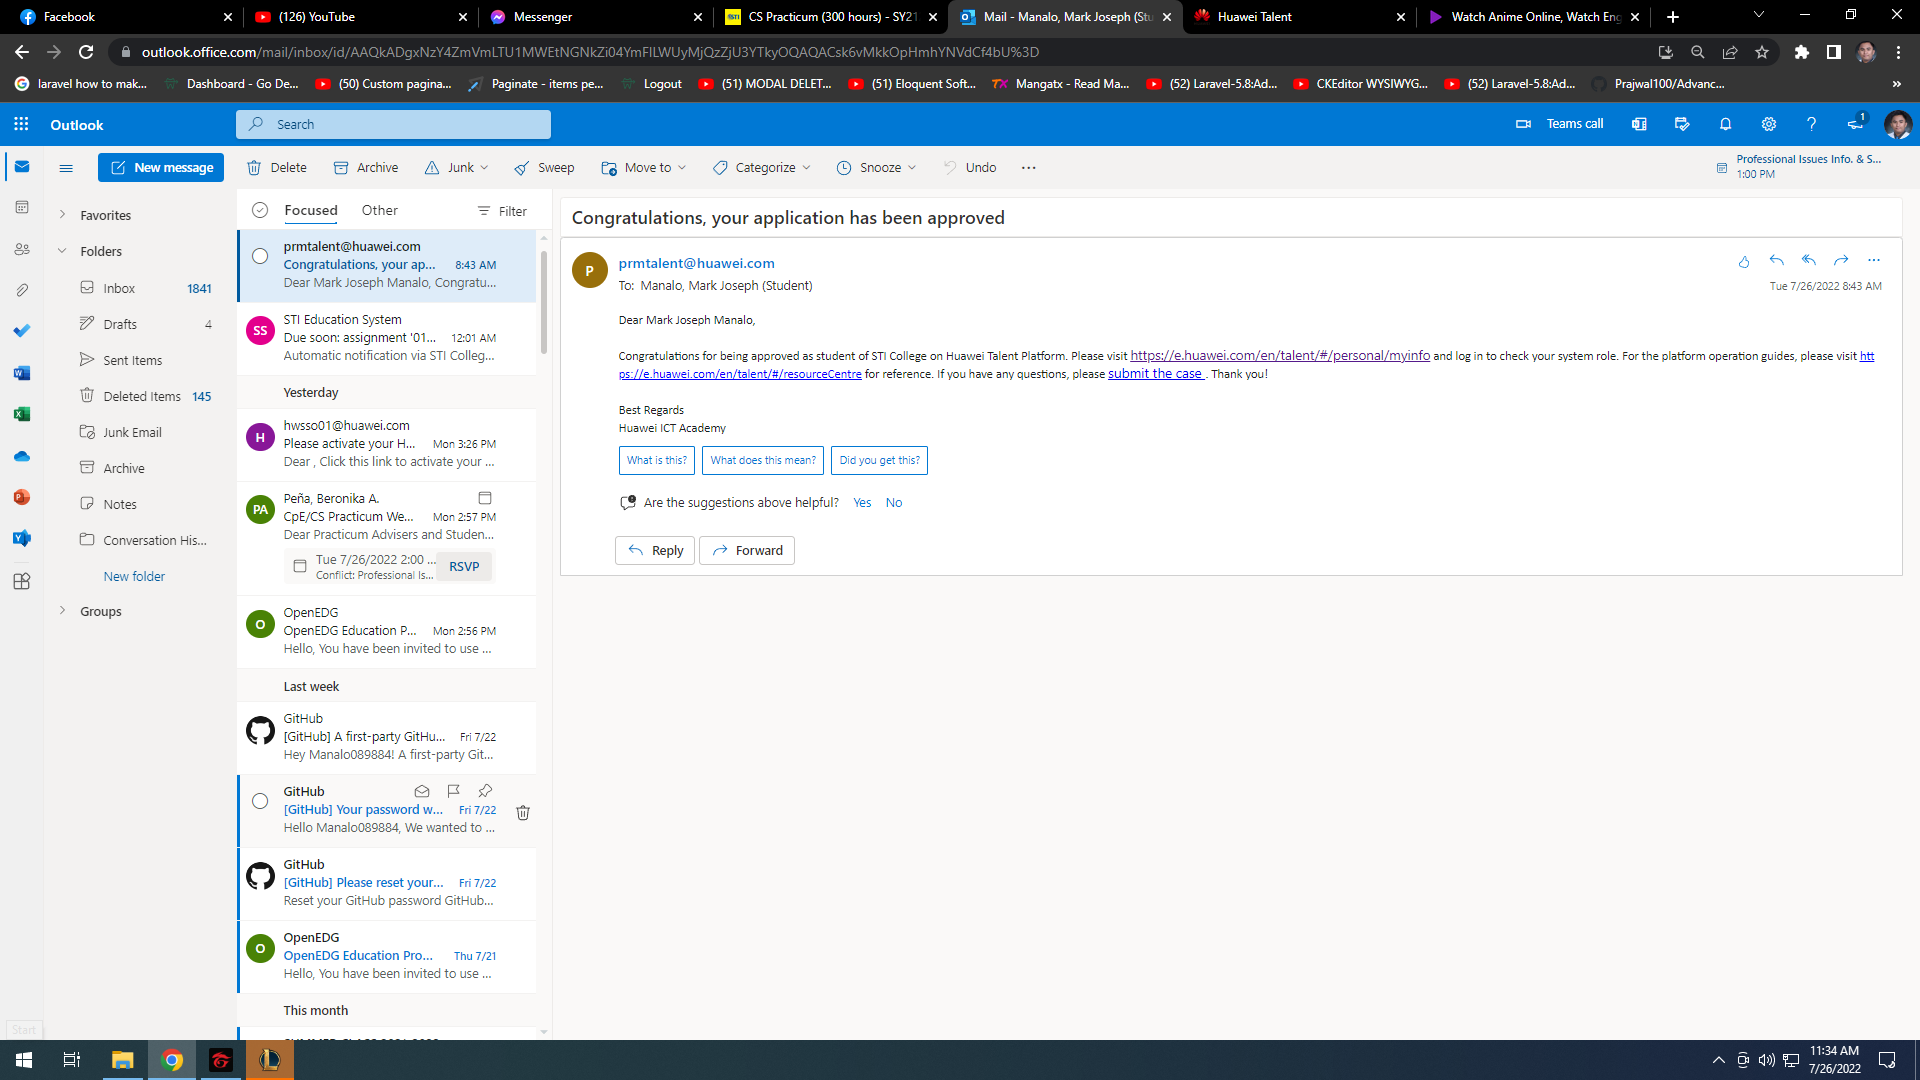 Facebook
(126) YouTube
Messenger
CS Practicum (300 hours) - SY21
Mail - Manalo, Mark Joseph (Stu
Huawei Talent
Watch Anime Online, Watch Eng
outlook.office.com/mail/inbox/id/AAQkADgxNzY4ZmVmLTU1MWEtNGNkZi04YmFlLWUyMjQzZjU3YTkyOQAQACsk6vMkkOpHmhYNVdCf4bU%3D
laravel how to mak...
Dashboard - Go De...
(50) Custom pagina...
Paginate - items pe...
Logout
(51) MODAL DELET...
(51) Eloquent Soft...
Mangatx - Read Ma...
(52) Laravel-5.8:Ad...
CKEditor WYSIWYG...
(52) Laravel-5.8:Ad...
Prajwal100/Advanc...
Outlook
Search
Teams call
1
New message
Delete
Archive
Junk
Sweep
Move to
Categorize
Snooze
Undo
Professional Issues Info. & S...
1:00 PM
Favorites
Folders
Inbox 1841
Drafts 4
Sent Items
Deleted Items 145
Junk Email
Archive
Notes
Conversation His...
New folder
Groups
Focused
Other
Filter
prmtalent@huawei.com
Congratulations, your ap... 8:43 AM
Dear Mark Joseph Manalo, Congratu...
SS
STI Education System
Due soon: assignment '01... 12:01 AM
Automatic notification via STI Colleg...
Yesterday
H
hwsso01@huawei.com
Please activate your H... Mon 3:26 PM
Dear , Click this link to activate your ...
PA
Peña, Beronika A.
CpE/CS Practicum We... Mon 2:57 PM
Dear Practicum Advisers and Studen...
Tue 7/26/2022 2:00 ...
Conflict: Professional Is...
RSVP
O
OpenEDG
OpenEDG Education P... Mon 2:56 PM
Hello, You have been invited to use ...
Last week
GitHub
[GitHub] A first-party GitHu... Fri 7/22
Hey Manalo089884! A first-party Git...
GitHub
[GitHub] Your password w... Fri 7/22
Hello Manalo089884, We wanted to ...
GitHub
[GitHub] Please reset your... Fri 7/22
Reset your GitHub password GitHub...
O
OpenEDG
OpenEDG Education Pro... Thu 7/21
Hello, You have been invited to use ...
This month
Congratulations, your application has been approved
P
prmtalent@huawei.com
To: Manalo, Mark Joseph (Student)
Tue 7/26/2022 8:43 AM
Dear Mark Joseph Manalo,
Congratulations for being approved as student of STI College on Huawei Talent Platform. Please visit https://e.huawei.com/en/talent/#/personal/myinfo and log in to check your system role. For the platform operation guides, please visit htt
ps://e.huawei.com/en/talent/#/resourceCentre for reference. If you have any questions, please submit the case . Thank you!
Best Regards
Huawei ICT Academy
What is this?
What does this mean?
Did you get this?
Are the suggestions above helpful? Yes No
Reply
Forward
Start
11:34 AM
7/26/2022